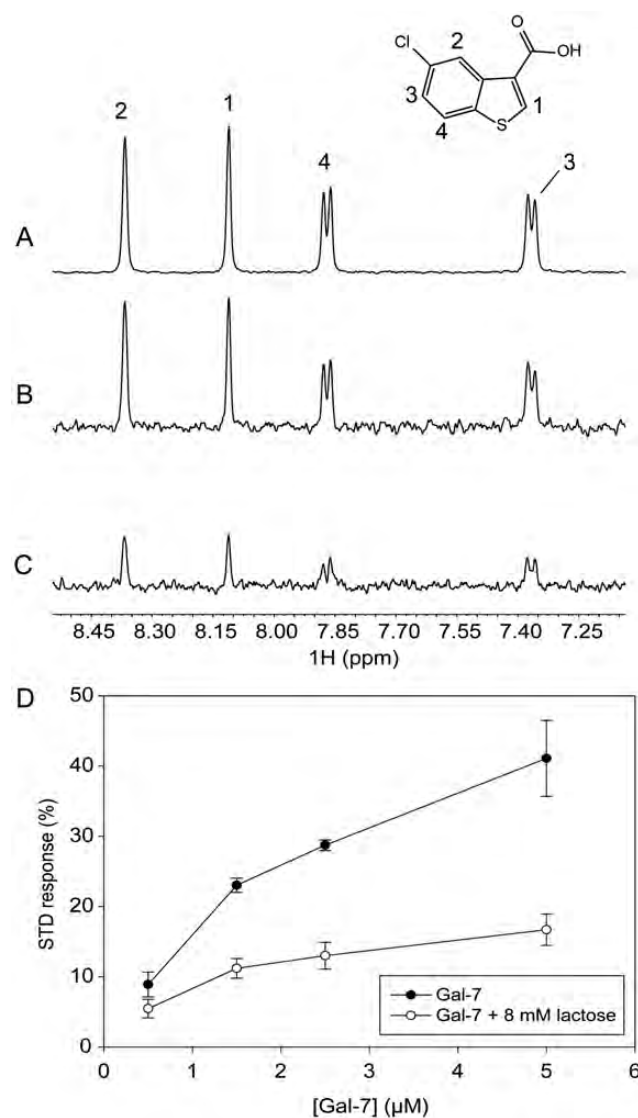 O
Cl 2 OH
3 1
4 S
2 1 4 3
A
B
C
8.45 8.30 8.15 8.00 7.85 7.70 7.55 7.40 7.25
1H (ppm)
D
50
40
30
20
10
0
STD response (%)
Gal-7
Gal-7 + 8 mM lactose
0 1 2 3 4 5 6
[Gal-7] (µM)